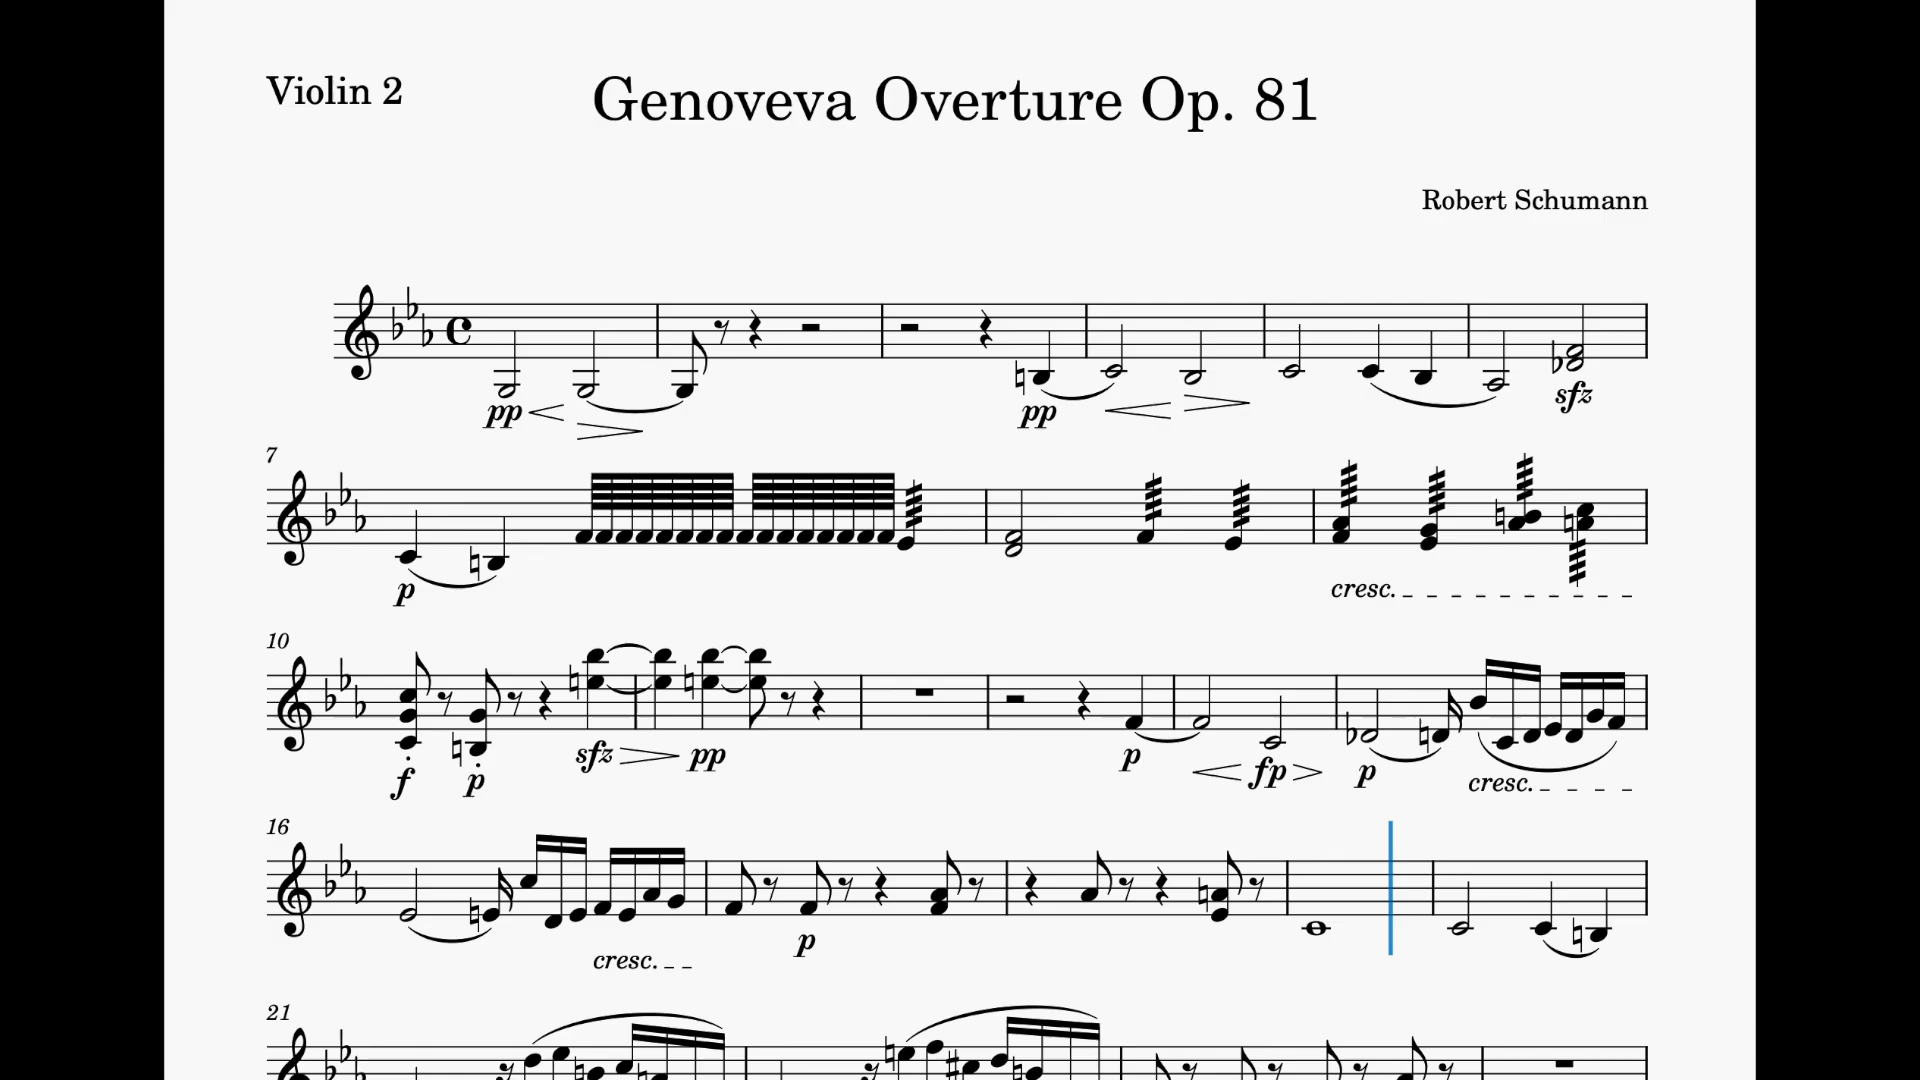 Violin 2
Genoveva Overture Op. 81
Robert Schumann
pp
pp
sfz
7
p
cresc.
10
f
p
sfz
pp
p
fp
p
cresc.
16
cresc.
p
21